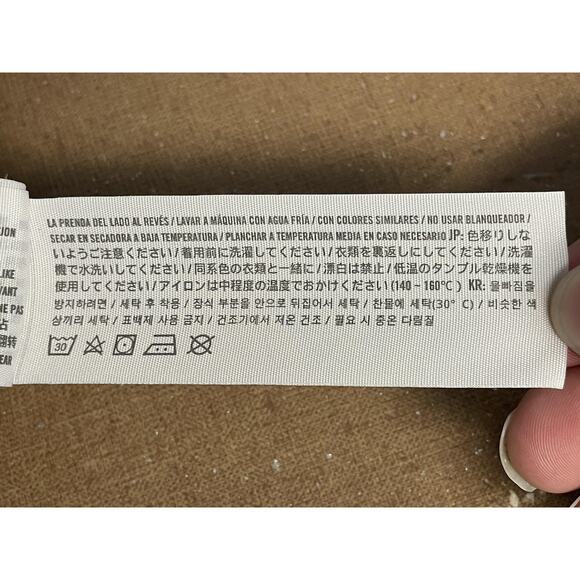 LA PRENDA DEL LADO AL REVÉS / LAVAR A MÁQUINA CON AGUA FRÍA / CON COLORES SIMILARES / NO USAR BLANQUEADOR /
SECAR EN SECADORA A BAJA TEMPERATURA / PLANCHAR A TEMPERATURA MEDIA EN CASO NECESARIO JP: 色移りしな
いようご注意ください / 着用前に洗濯してください / 衣類を裏返しにしてください / 洗濯
機で水洗いしてください / 同系色の衣類と一緒に / 漂白は禁止 / 低温のタンブル乾燥機を
使用してください / アイロンは中程度の温度でおかけください (140 ~ 160℃) KR: 물빠짐을
방지하려면 / 세탁 후 착용 / 장식 부분을 안으로 뒤집어서 세탁 / 찬물에 세탁(30° C) / 비슷한 색
상끼리 세탁 / 표백제 사용 금지 / 건조기에서 저온 건조 / 필요 시 중온 다림질
30
LIKE
NE PAS
占
翻转
EAR